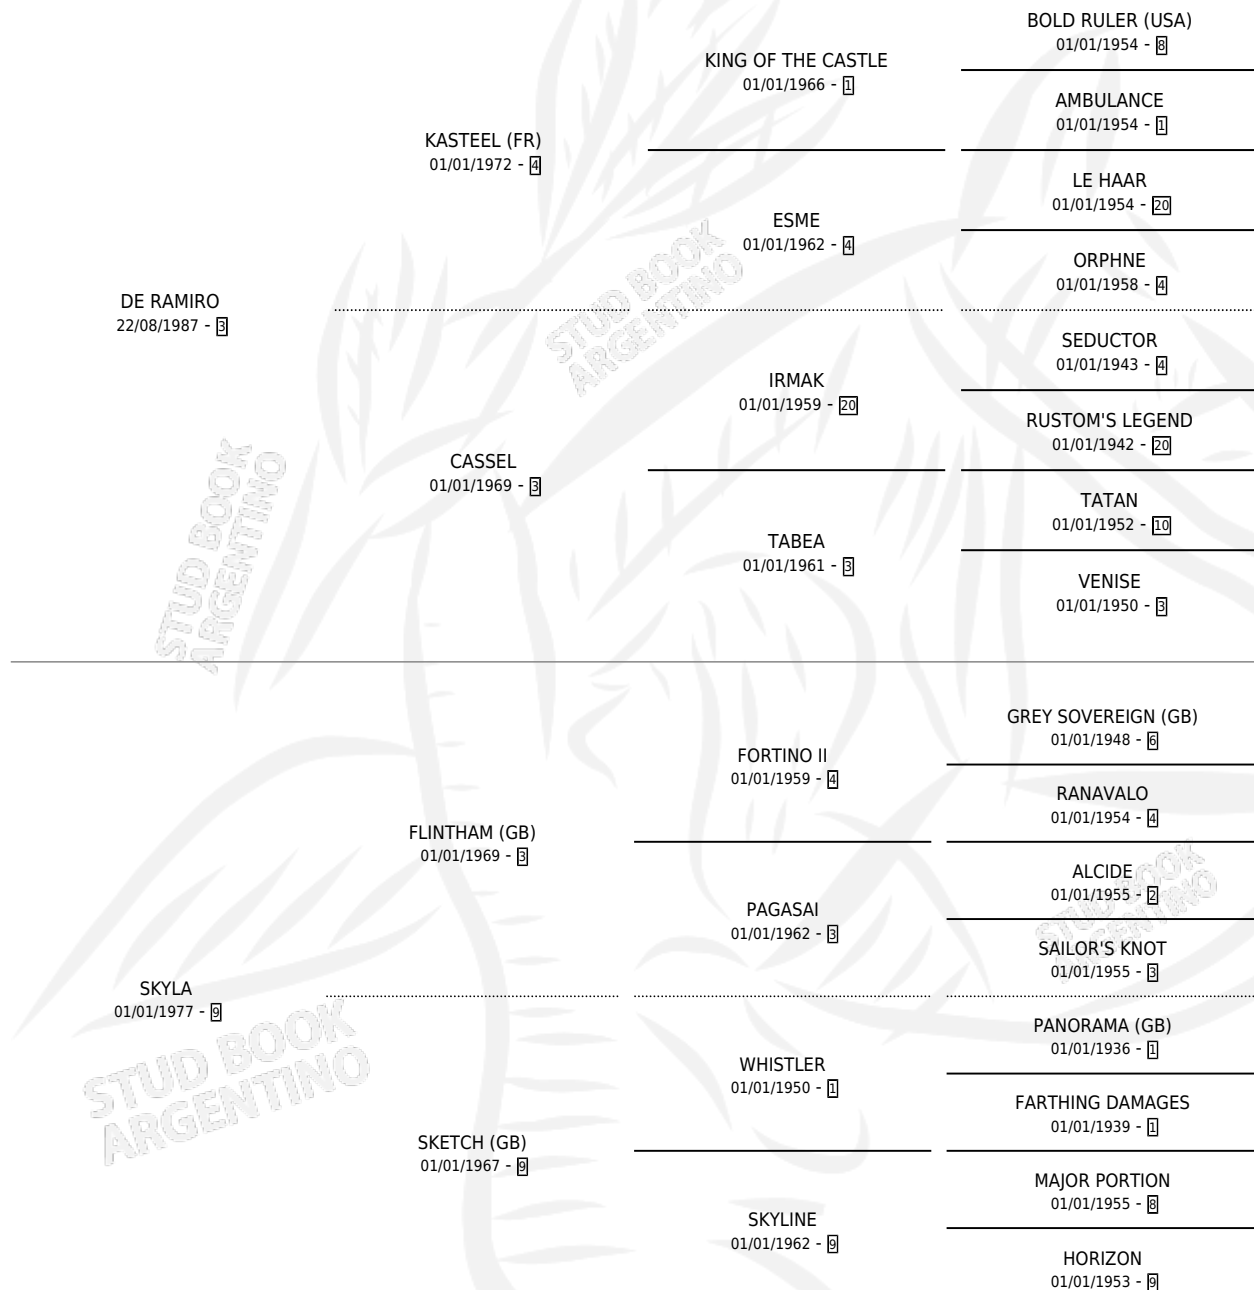 BOLD RULER (USA)
01/01/1954 - 8
KING OF THE CASTLE
01/01/1966 - 1
AMBULANCE
01/01/1954 - 1
KASTEEL (FR)
01/01/1972 - 4
LE HAAR
01/01/1954 - 20
ESME
01/01/1962 - 4
ORPHNE
01/01/1958 - 4
DE RAMIRO
22/08/1987 - 3
SEDUCTOR
01/01/1943 - 4
IRMAK
01/01/1959 - 20
RUSTOM'S LEGEND
01/01/1942 - 20
CASSEL
01/01/1969 - 3
TATAN
01/01/1952 - 10
TABEA
01/01/1961 - 3
VENISE
01/01/1950 - 3
STUD BOOK
ARGENTINO
STUD BOOK
ARGENTINO
GREY SOVEREIGN (GB)
01/01/1948 - 6
FORTINO II
01/01/1959 - 4
RANAVALO
01/01/1954 - 4
FLINTHAM (GB)
01/01/1969 - 3
ALCIDE
01/01/1955 - 2
PAGASAI
01/01/1962 - 3
SAILOR'S KNOT
01/01/1955 - 3
STUD BOOK
ARGENTINO
SKYLA
01/01/1977 - 9
PANORAMA (GB)
01/01/1936 - 1
WHISTLER
01/01/1950 - 1
FARTHING DAMAGES
01/01/1939 - 1
SKETCH (GB)
01/01/1967 - 9
MAJOR PORTION
01/01/1955 - 8
SKYLINE
01/01/1962 - 9
HORIZON
01/01/1953 - 9
STUD BOOK
ARGENTINO